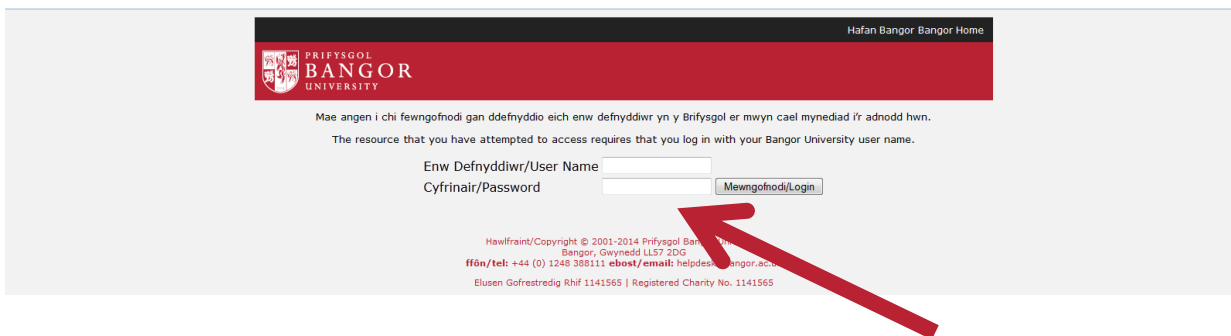 Hafan Bangor Bangor Home
PRIFYSGOL
BANGOR
UNIVERSITY
Mae angen i chi fewngofnodi gan ddefnyddio eich enw defnyddiwr yn y Brifysgol er mwyn cael mynediad i'r adnodd hwn.
The resource that you have attempted to access requires that you log in with your Bangor University user name.
Enw Defnyddiwr/User Name
Cyfrinair/Password Mewngofnodi/Login
Hawlfraint/Copyright © 2001-2014 Prifysgol
Bangor, Gwynedd LL57 2DG
ffôn/tel: +44 (0) 1248 388111 ebost/email:
Elusen Gofrestredig Rhif 1141565 | Registered Charity No. 1141565